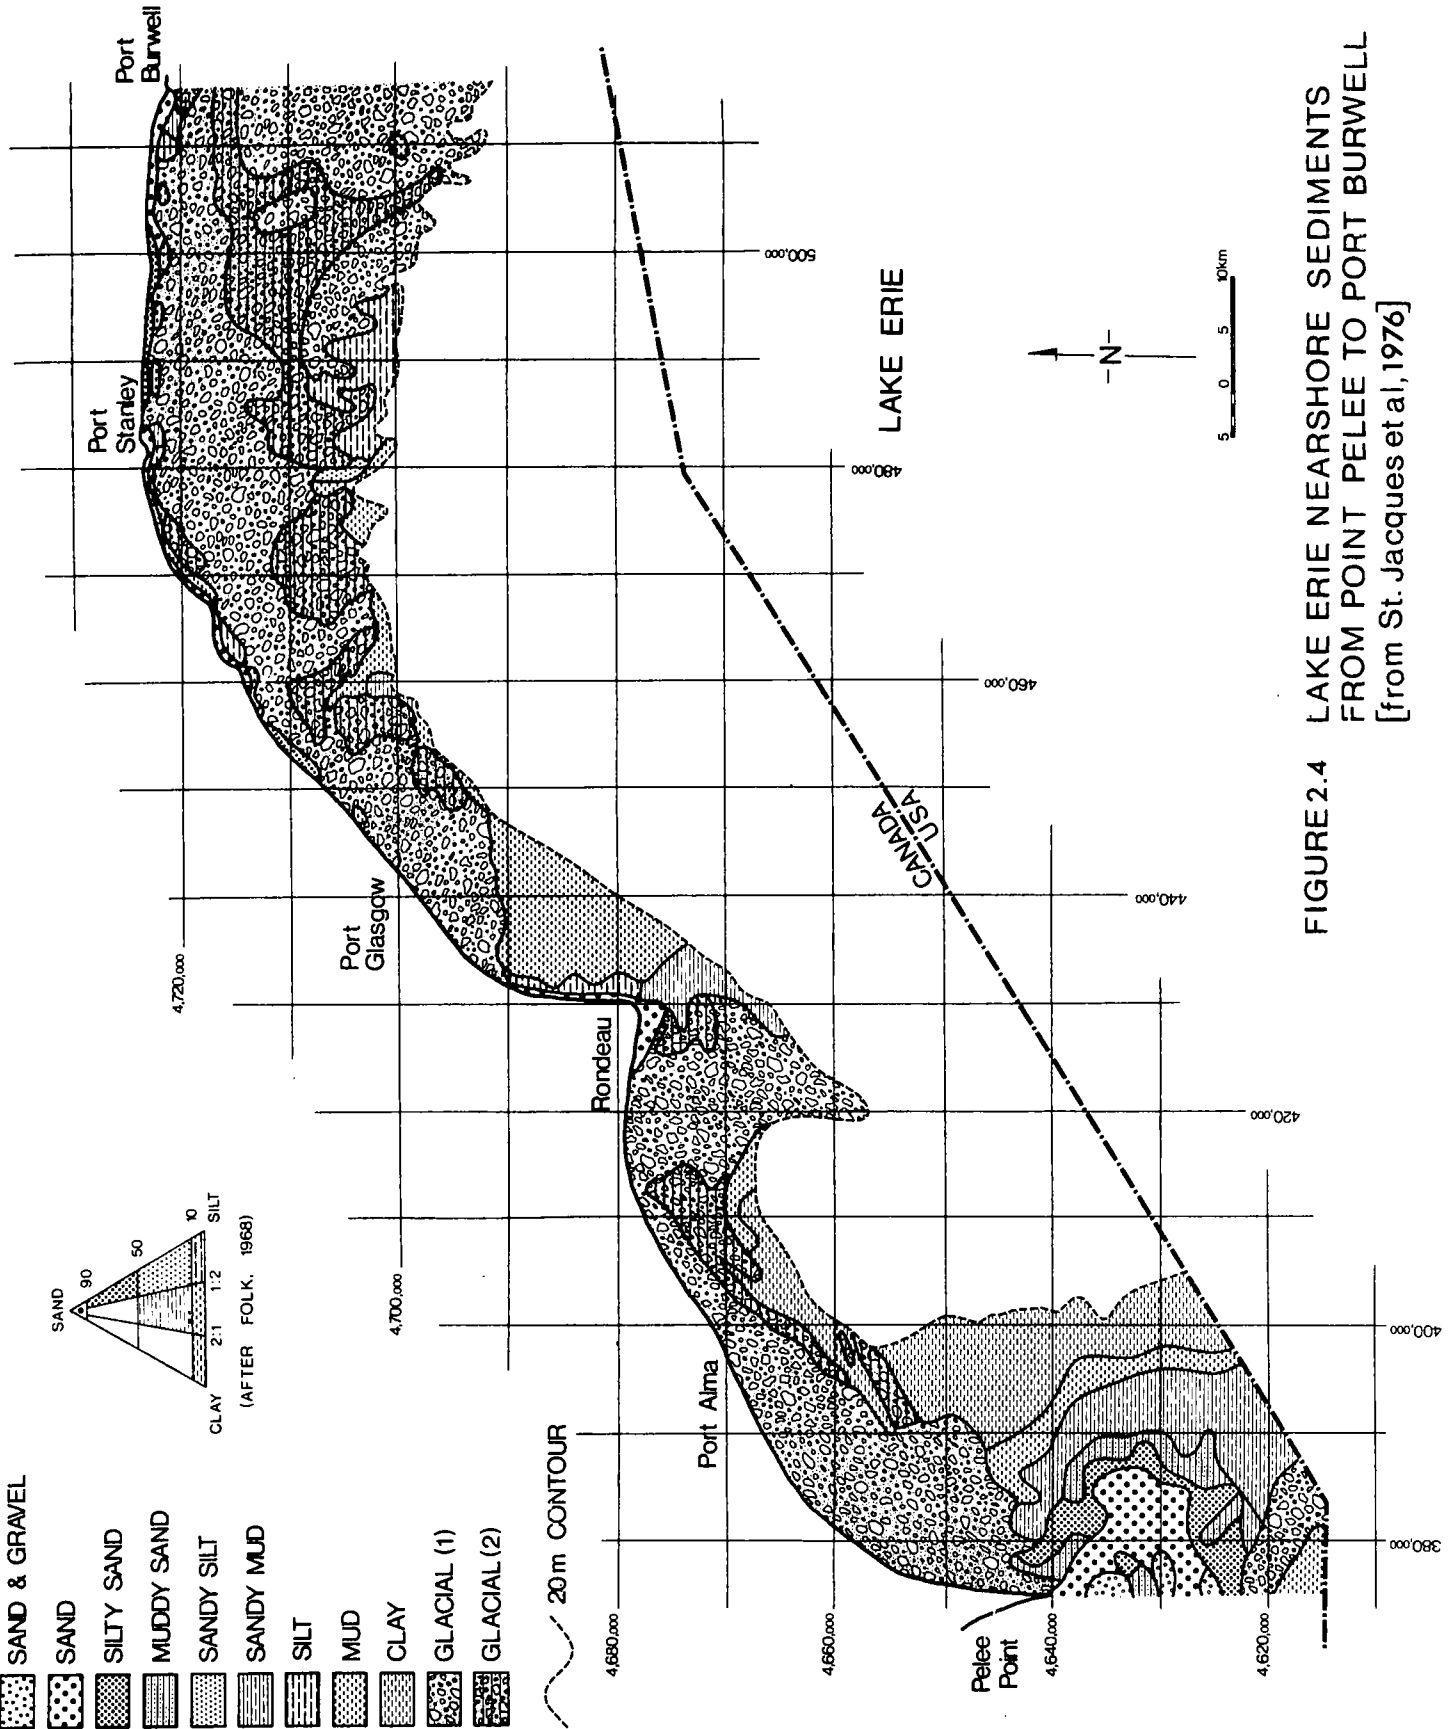 SAND & GRAVEL
SAND
SILTY SAND
MUDDY SAND
SANDY SILT
SANDY MUD
SILT
MUD
CLAY
GLACIAL (1)
GLACIAL (2)
20m CONTOUR
SAND
90
50
10
CLAY
2:1
1:2
SILT
(AFTER FOLK. 1968)
Port
Burwell
Port
Stanley
Port
Glasgow
Rondeau
Port Alma
Pelee
Point
4,720,000
4,700,000
4,680,000
4,660,000
4,640,000
4,620,000
380,000
400,000
420,000
440,000
460,000
480,000
500,000
CANADA
USA
LAKE ERIE
-N-
5 0 5 10km
FIGURE 2.4 LAKE ERIE NEARSHORE SEDIMENTS
FROM POINT PELEE TO PORT BURWELL
[from St. Jacques et al, 1976]